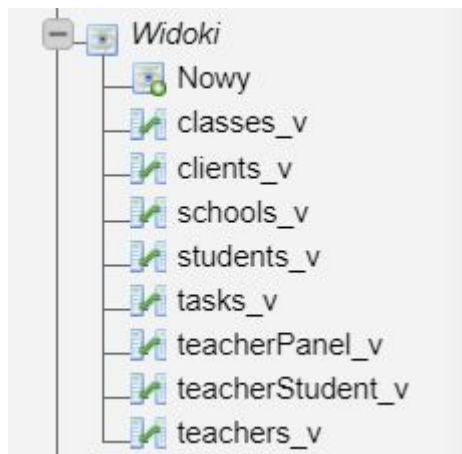 Widoki
Nowy
classes_v
clients_v
schools_v
students_v
tasks_v
teacherPanel_v
teacherStudent_v
teachers_v